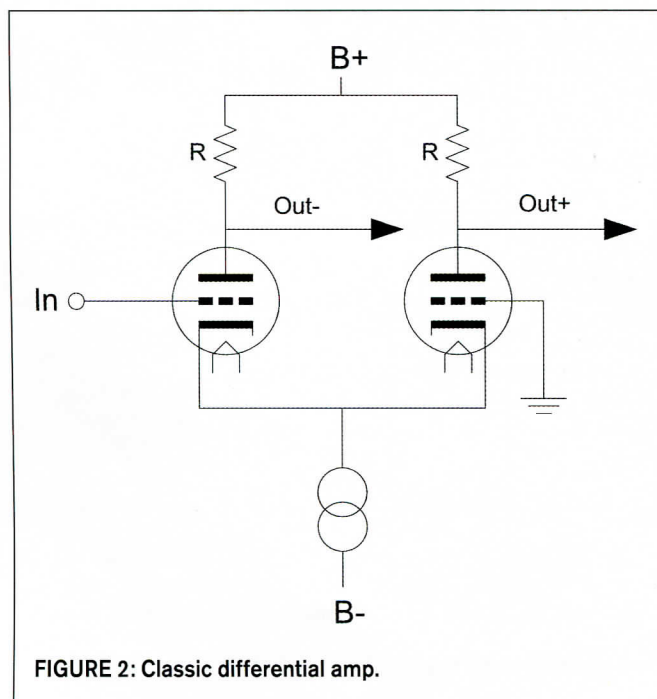 B+
R
R
Out-
Out+
In
B-
FIGURE 2: Classic differential amp.